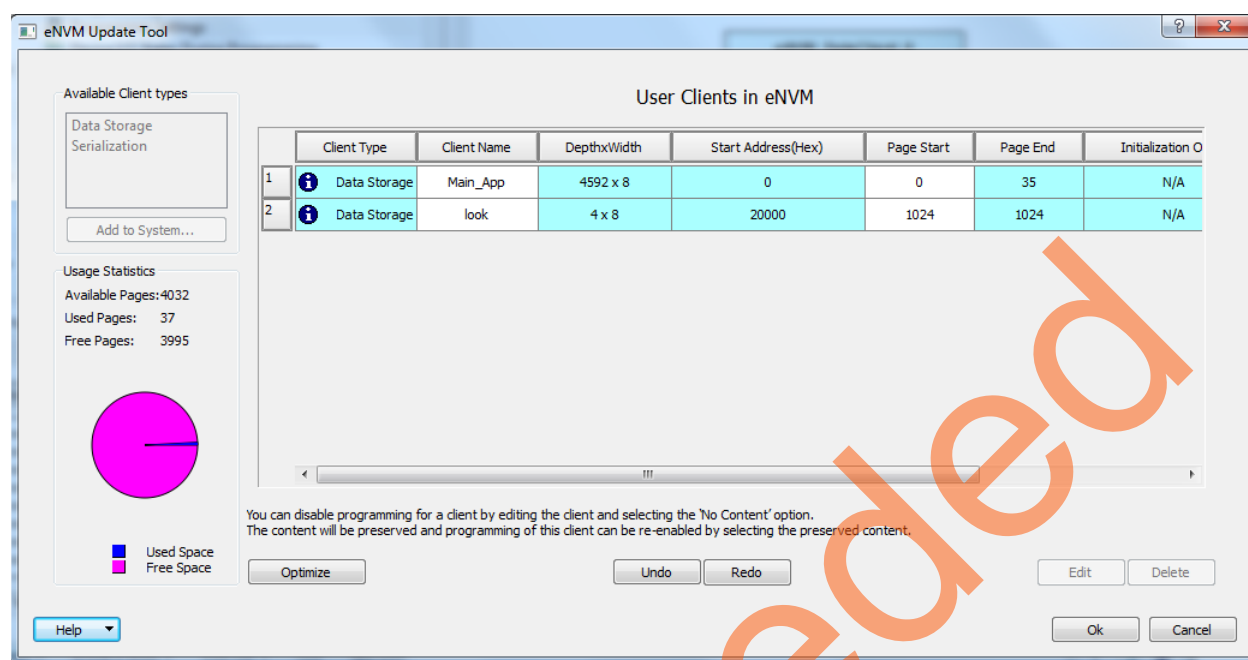 eNVM Update Tool
Available Client types
Data Storage
Serialization
Add to System...
Usage Statistics
Available Pages:4032
Used Pages: 37
Free Pages: 3995
Used Space
Free Space
User Clients in eNVM
Client Type Client Name DepthxWidth Start Address(Hex) Page Start Page End Initialization O
1 Data Storage Main_App 4592 x 8 0 0 35 N/A
2 Data Storage look 4 x 8 20000 1024 1024 N/A
You can disable programming for a client by editing the client and selecting the 'No Content' option.
The content will be preserved and programming of this client can be re-enabled by selecting the preserved content.
Optimize Undo Redo Edit Delete
Help Ok Cancel
eded